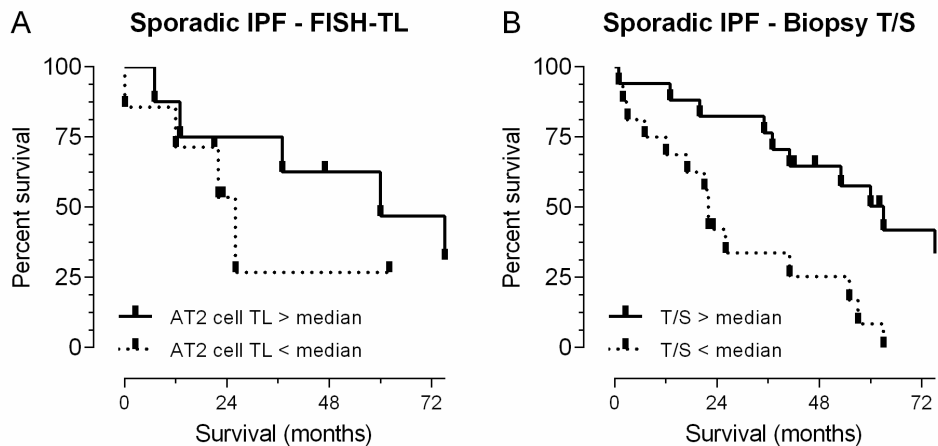 A
Sporadic IPF - FISH-TL
100
75
50
25
0
Percent survival
AT2 cell TL > median
AT2 cell TL < median
0 24 48 72
Survival (months)
B
Sporadic IPF - Biopsy T/S
100
75
50
25
0
Percent survival
T/S > median
T/S < median
0 24 48 72
Survival (months)